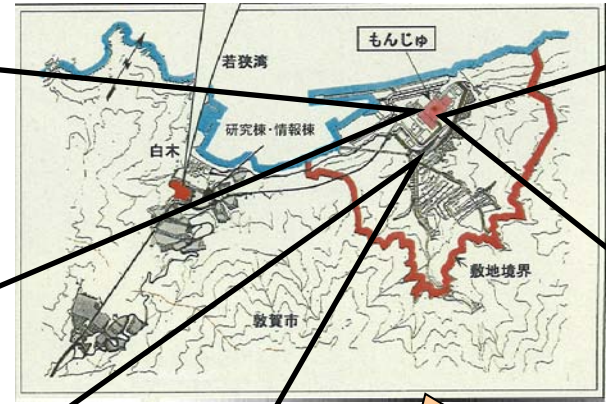 もんじゅ
若狭湾
研究棟・情報棟
白木
敷地境界
敦賀市